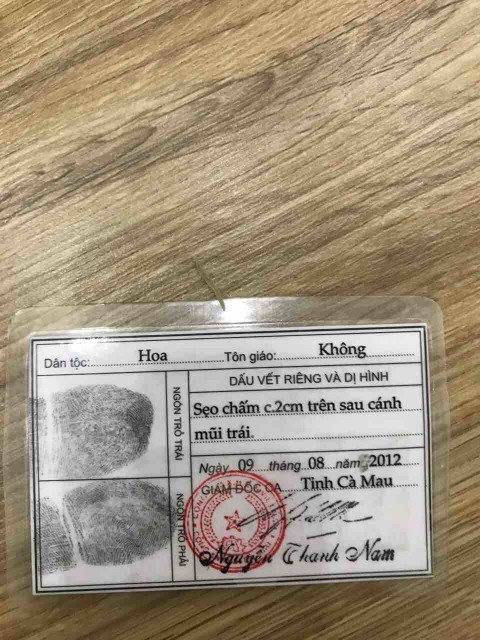 Dân tộc: Hoa Tôn giáo: Không
DẤU VẾT RIÊNG VÀ DỊ HÌNH
Sẹo chấm c.2cm trên sau cánh
mũi trái.
NGÓN TRỎ TRÁI
Ngày 09 tháng 08 năm 2012
GIÁM ĐỐC CA Tỉnh Cà Mau
NGÓN TRỎ PHẢI
Nguyễn Thanh Nam